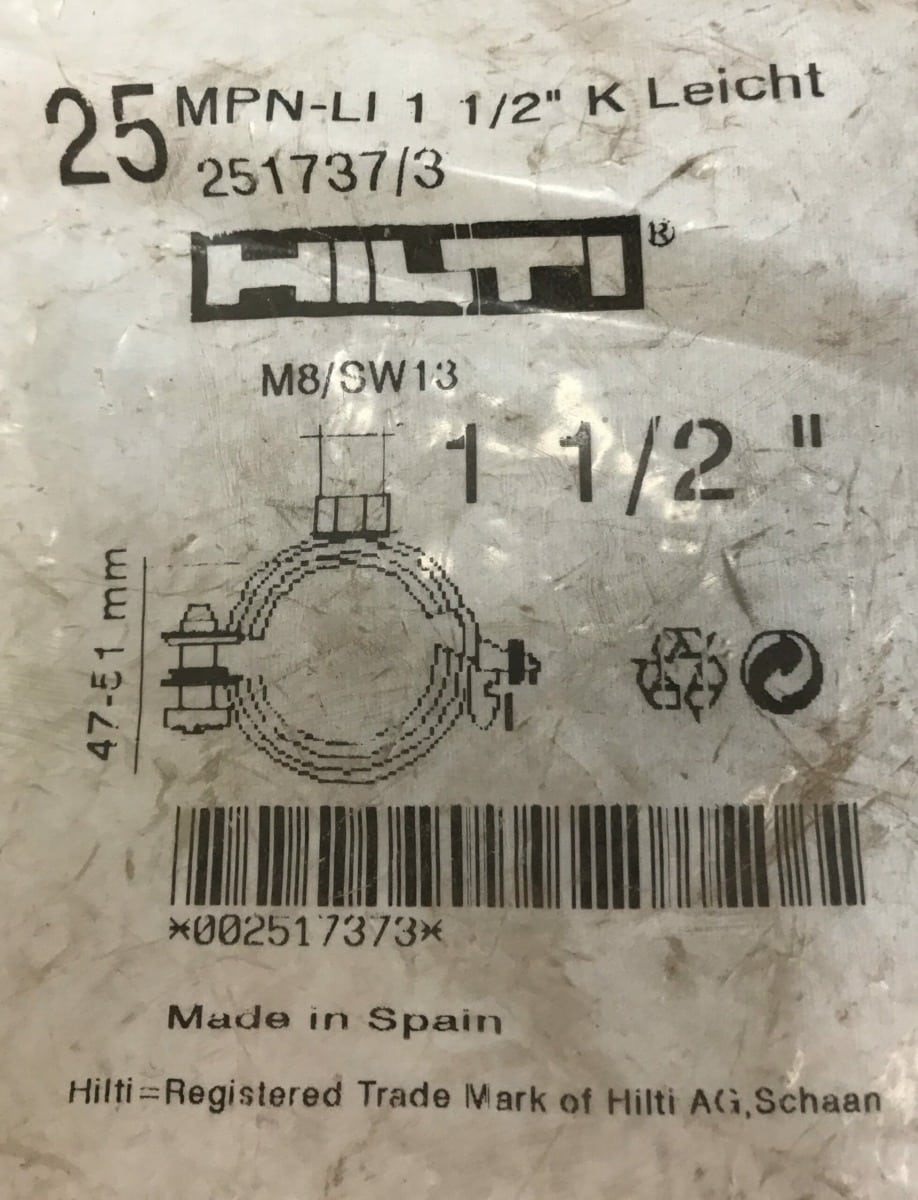 25 MPN-LI 1 1/2" K Leicht
251737/3
HILTI®
M8/SW13
1 1/2 "
47-51 mm
*002517373*
Made in Spain
Hilti=Registered Trade Mark of Hilti AG,Schaan